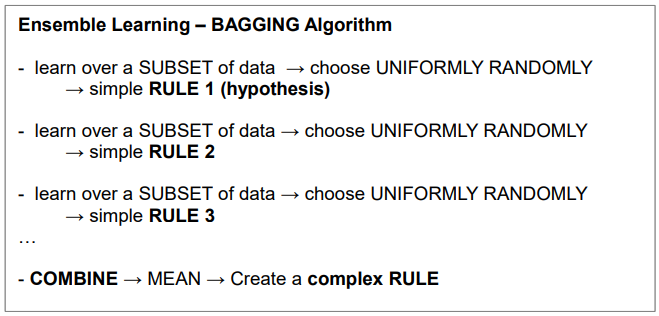 Ensemble Learning – BAGGING Algorithm
- learn over a SUBSET of data → choose UNIFORMLY RANDOMLY
→ simple RULE 1 (hypothesis)
- learn over a SUBSET of data → choose UNIFORMLY RANDOMLY
→ simple RULE 2
- learn over a SUBSET of data → choose UNIFORMLY RANDOMLY
→ simple RULE 3
…
- COMBINE → MEAN → Create a complex RULE